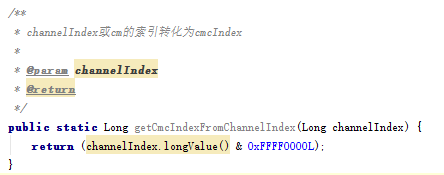 /**
 * channelIndex或cm的索引转化为cmcIndex
 *
 * @param channelIndex
 * @return
 */
public static Long getCmcIndexFromChannelIndex(Long channelIndex) {
    return (channelIndex.longValue() & 0xFFFF0000L);
}